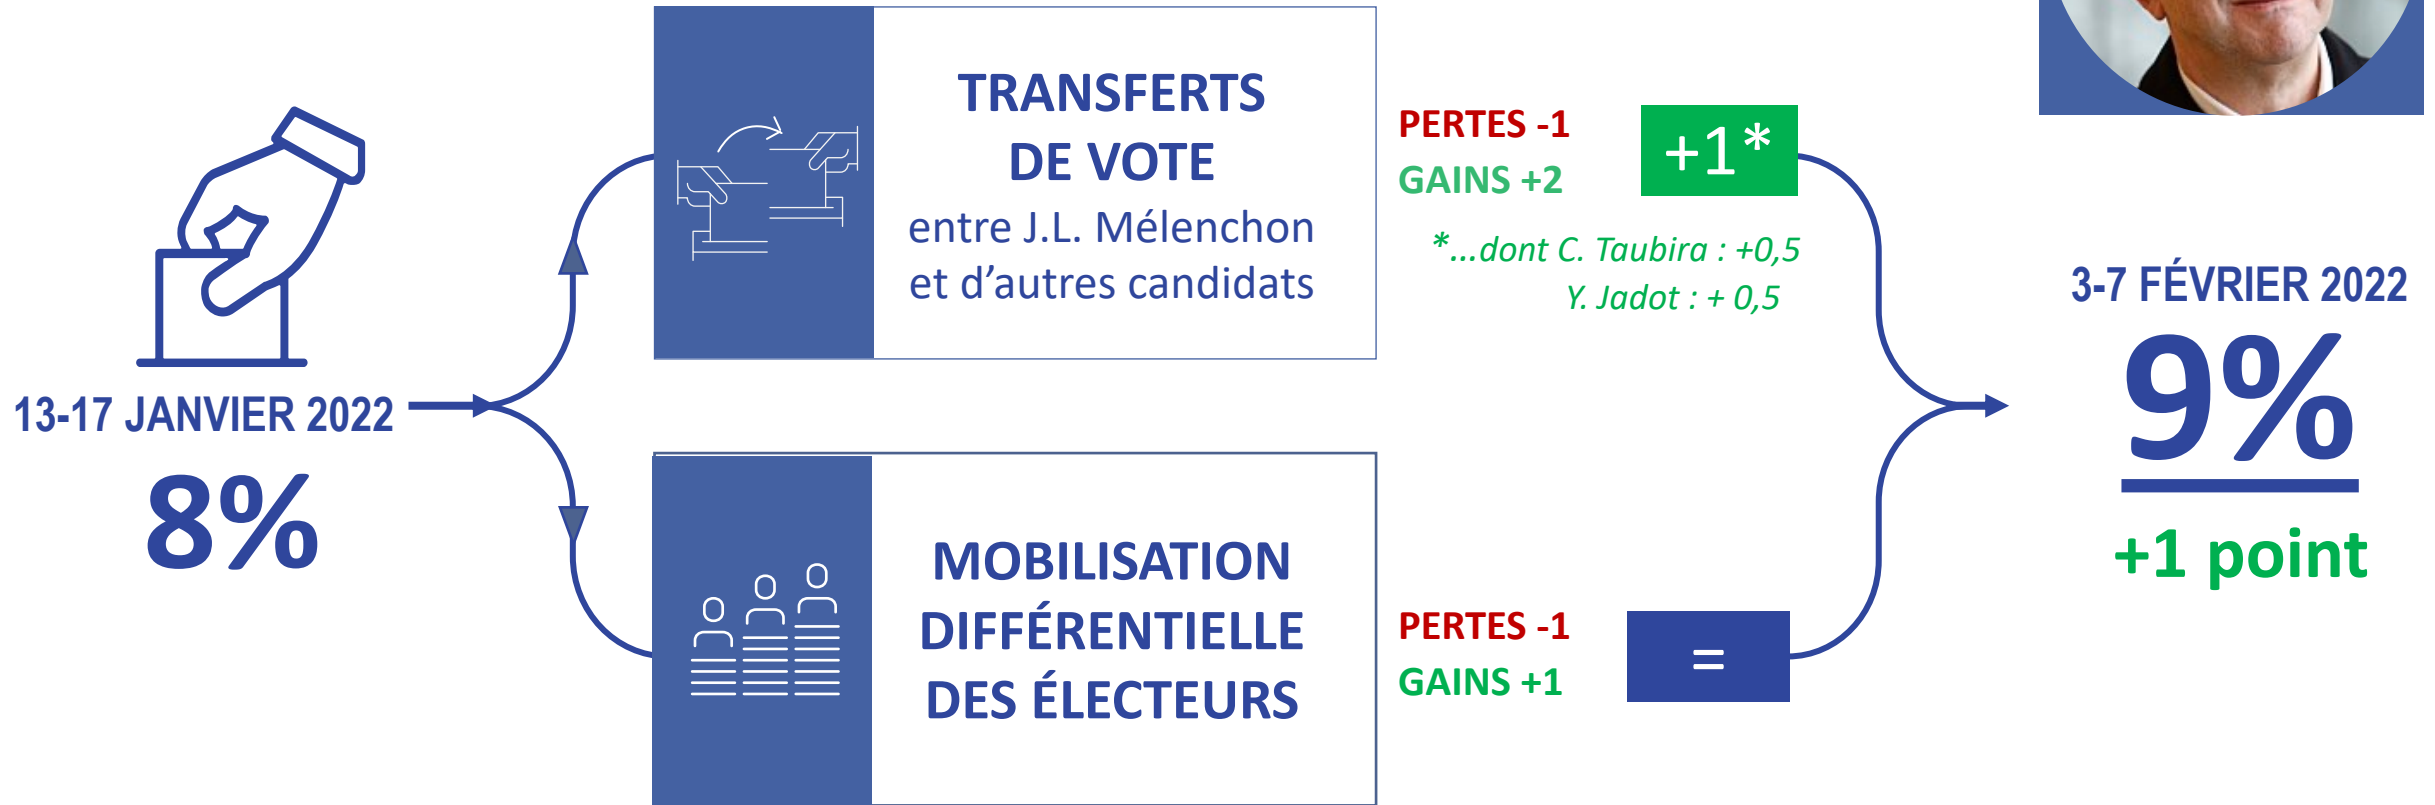 13-17 JANVIER 2022
8%
TRANSFERTS
DE VOTE
entre J.L. Mélenchon
et d'autres candidats
PERTES -1
GAINS +2
+1*
*...dont C. Taubira : +0,5
Y. Jadot : + 0,5
MOBILISATION
DIFFÉRENTIELLE
DES ÉLECTEURS
PERTES -1
GAINS +1
=
3-7 FÉVRIER 2022
9%
+1 point